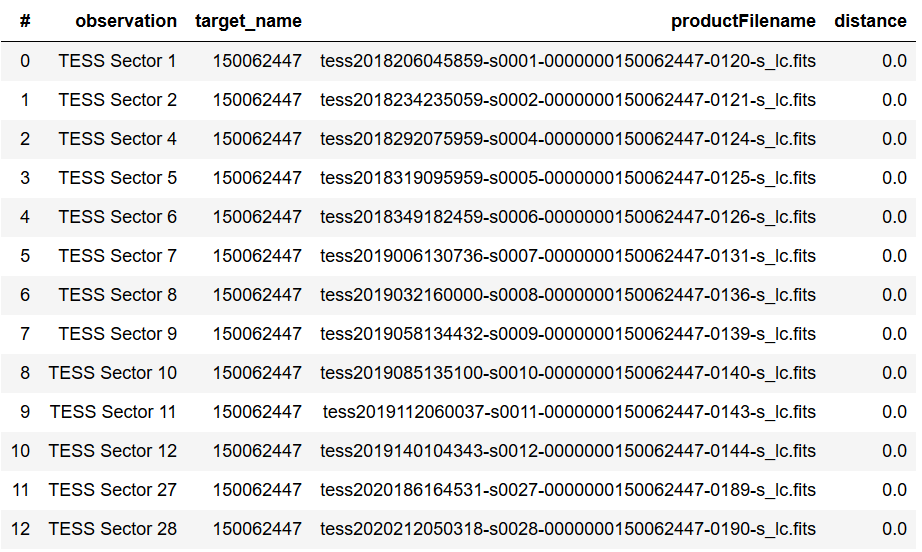 # observation target_name productFilename distance
0 TESS Sector 1 150062447 tess2018206045859-s0001-0000000150062447-0120-s_lc.fits 0.0
1 TESS Sector 2 150062447 tess2018234235059-s0002-0000000150062447-0121-s_lc.fits 0.0
2 TESS Sector 4 150062447 tess2018292075959-s0004-0000000150062447-0124-s_lc.fits 0.0
3 TESS Sector 5 150062447 tess2018319095959-s0005-0000000150062447-0125-s_lc.fits 0.0
4 TESS Sector 6 150062447 tess2018349182459-s0006-0000000150062447-0126-s_lc.fits 0.0
5 TESS Sector 7 150062447 tess2019006130736-s0007-0000000150062447-0131-s_lc.fits 0.0
6 TESS Sector 8 150062447 tess2019032160000-s0008-0000000150062447-0136-s_lc.fits 0.0
7 TESS Sector 9 150062447 tess2019058134432-s0009-0000000150062447-0139-s_lc.fits 0.0
8 TESS Sector 10 150062447 tess2019085135100-s0010-0000000150062447-0140-s_lc.fits 0.0
9 TESS Sector 11 150062447 tess2019112060037-s0011-0000000150062447-0143-s_lc.fits 0.0
10 TESS Sector 12 150062447 tess2019140104343-s0012-0000000150062447-0144-s_lc.fits 0.0
11 TESS Sector 27 150062447 tess2020186164531-s0027-0000000150062447-0189-s_lc.fits 0.0
12 TESS Sector 28 150062447 tess2020212050318-s0028-0000000150062447-0190-s_lc.fits 0.0